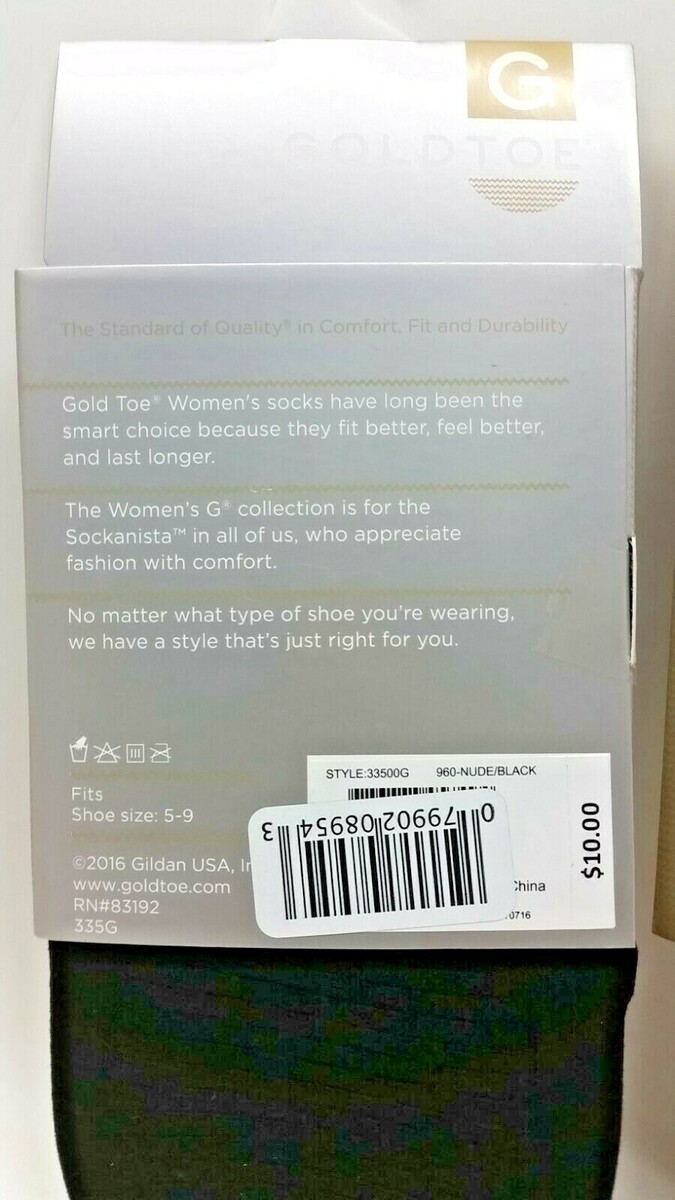 G
GOLDTOE®
The Standard of Quality® in Comfort, Fit and Durability
Gold Toe® Women's socks have long been the
smart choice because they fit better, feel better,
and last longer.
The Women's G® collection is for the
Sockanista™ in all of us, who appreciate
fashion with comfort.
No matter what type of shoe you're wearing,
we have a style that's just right for you.
STYLE:33500G 960-NUDE/BLACK
$10.00
0 79902 08954 3
China
0716
Fits
Shoe size: 5-9
©2016 Gildan USA,
www.goldtoe.com
RN#83192
335G